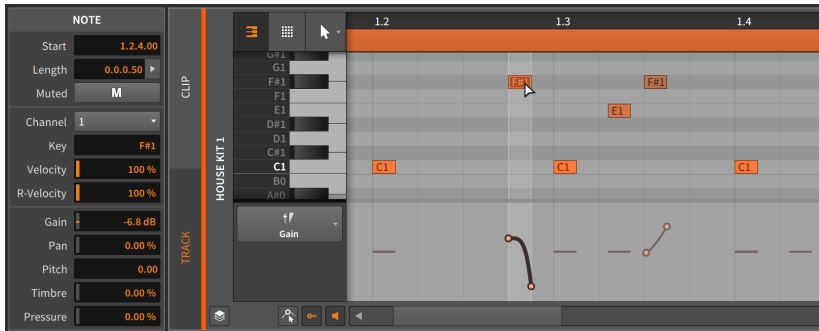 NOTE
Start 1.2.4.00
Length 0.0.0.50
Muted M
Channel 1
Key F#1
Velocity 100 %
R-Velocity 100 %
Gain -6.8 dB
Pan 0.00 %
Pitch 0.00
Timbre 0.00 %
Pressure 0.00 %
CLIP
TRACK
HOUSE KIT 1
1.2 1.3 1.4
G#1
G1
F#1 F#1 F#1
F1
E1 E1
D#1
D1
C#1
C1 C1 C1 C1
B0
A#0
Gain